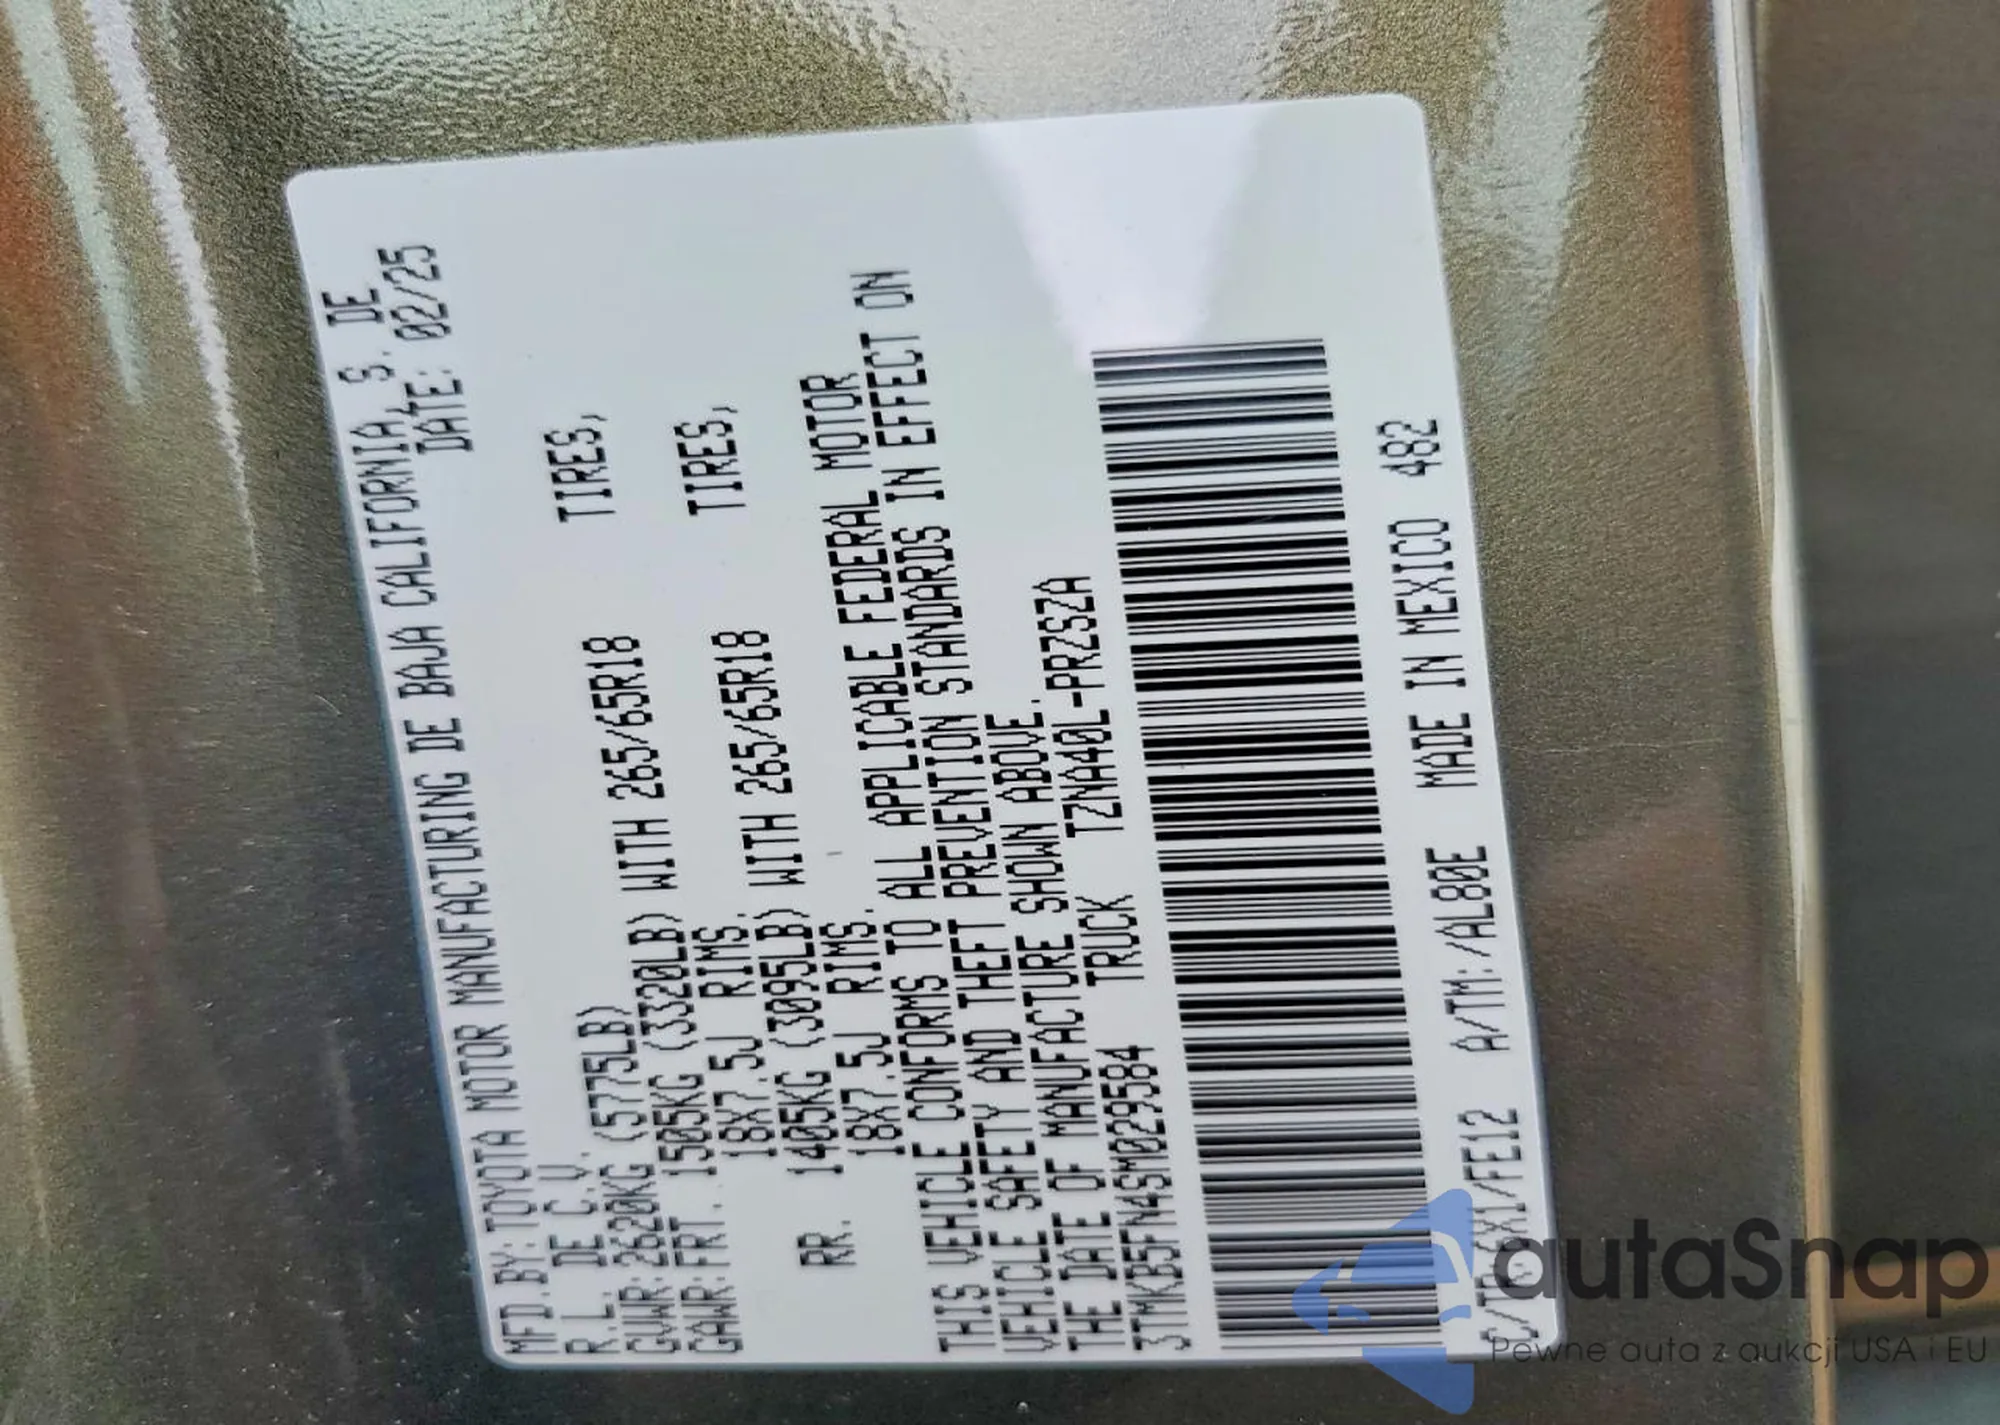 MFD.BY:TOYOTA MOTOR MANUFACTURING DE BAJA CALIFORNIA, S. DE
R.L. DE C.V. DATE: 02/25
GVWR:2620KG (5775LB)
GAWR:FRT. 1505KG (3320LB) WITH 265/65R18 TIRES,
18X7.5J RIMS.
RR. 1405KG (3095LB) WITH 265/65R18 TIRES,
18X7.5J RIMS.
THIS VEHICLE CONFORMS TO ALL APPLICABLE FEDERAL MOTOR
VEHICLE SAFETY AND THEFT PREVENTION STANDARDS IN EFFECT ON
THE DATE OF MANUFACTURE SHOWN ABOVE.
3TMKB5FN4SM029584 TRUCK TZNA40L-PRZSZA
C/TR:6X1/FE12 A/TM:/AL80E MADE IN MEXICO 482
autaSnap
Pewne auta z aukcji USA i EU